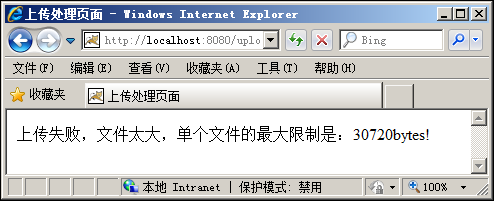 上传处理页面 - Windows Internet Explorer
http://localhost:8080/uplo
Bing
文件(F) 编辑(E) 查看(V) 收藏夹(A) 工具(T) 帮助(H)
收藏夹 上传处理页面
上传失败，文件太大，单个文件的最大限制是：30720bytes!
本地 Intranet | 保护模式: 禁用 100%